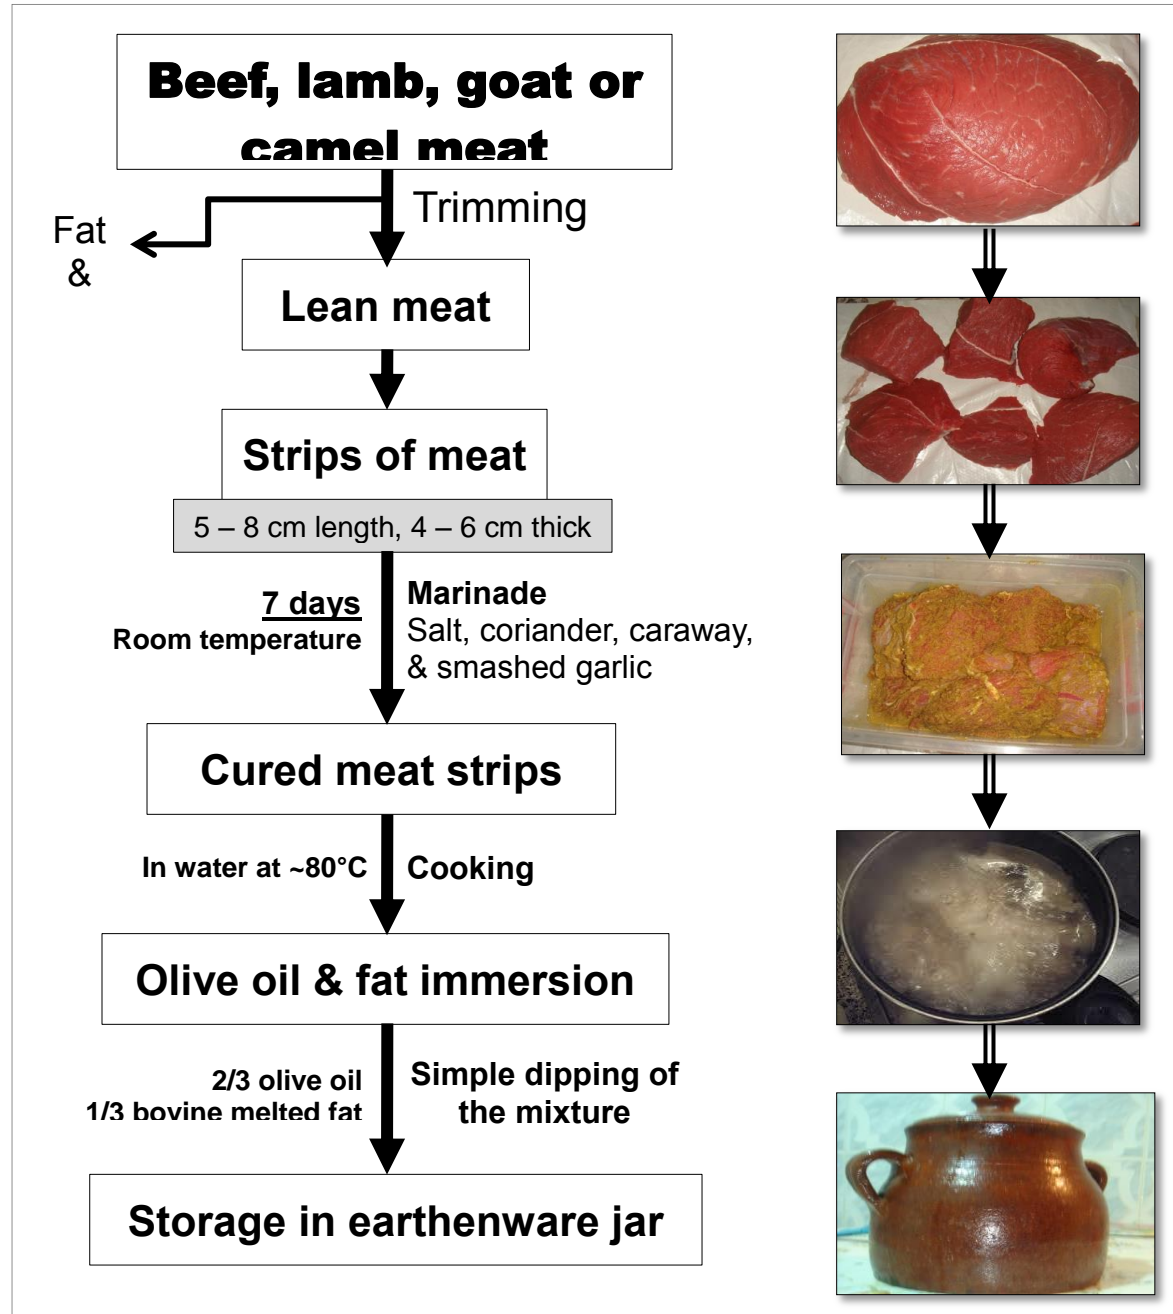 Beef, lamb, goat or
camel meat
Trimming
Fat
&
Lean meat
Strips of meat
5 – 8 cm length, 4 – 6 cm thick
7 days
Room temperature
Marinade
Salt, coriander, caraway,
& smashed garlic
Cured meat strips
In water at ~80°C
Cooking
Olive oil & fat immersion
2/3 olive oil
1/3 bovine melted fat
Simple dipping of
the mixture
Storage in earthenware jar